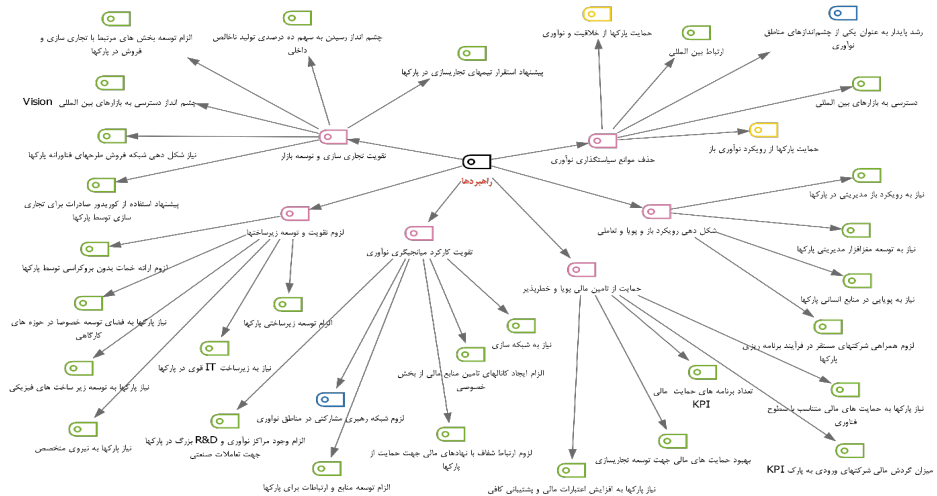 حمایت پارکها از خلاقیت و نوآوری
ارتباط بین المللی
رشد پایدار به عنوان یکی از چشم‌اندازهای مناطق
نوآوری
دسترسی به بازارهای بین المللی
حمایت پارکها از رویکرد نوآوری باز
حذف موانع سیاستگذاری نوآوری
چشم انداز رسیدن به سهم ده درصدی تولید ناخالص
داخلی
الزام توسعه بخش های مرتبط با تجاری سازی و
فروش در پارکها
پیشنهاد استقرار تیمهای تجاریسازی در پارکها
چشم انداز دسترسی به بازارهای بین المللی Vision
نیاز شکل دهی شبکه فروش طرحهای فناورانه پارکها
تقویت تجاری سازی و توسعه بازار
پیشنهاد استفاده از کوریدور صادرات برای تجاری
سازی توسط پارکها
راهبردها
نیاز به رویکرد باز مدیریتی در پارکها
شکل دهی رویکرد باز و پویا و تعاملی
نیاز به توسعه مغزافزار مدیریتی پارکها
نیاز به پویایی در منابع انسانی پارکها
لزوم همراهی شرکتهای مستقر در فرآیند برنامه ریزی
پارکها
لزوم تقویت و توسعه زیرساختها
لزوم ارائه خمات بدون بروکراسی توسط پارکها
نیاز پارکها به فضای توسعه خصوصا در حوزه های
کارگاهی
الزام توسعه زیرساختی پارکها
نیاز به زیرساخت IT قوی در پارکها
نیاز پارکها به توسعه زیر ساخت های فیزیکی
نیاز پارکها به نیروی متخصص
تقویت کارکرد میانجیگری نوآوری
نیاز به شبکه سازی
الزام ایجاد کانالهای تامین منابع مالی از بخش
خصوصی
لزوم شبکه رهبری مشارکتی در مناطق نوآوری
الزام وجود مراکز نوآوری و R&D بزرگ در پارکها
جهت تعاملات صنعتی
لزوم ارتباط شفاف با نهادهای مالی جهت حمایت از
پارکها
الزام توسعه منابع و ارتباطات برای پارکها
حمایت از تامین مالی پویا و خطرپذیر
تعداد برنامه های حمایت مالی
KPI
نیاز پارکها به حمایت های مالی متناسب با سطوح
فناوری
بهبود حمایت های مالی جهت توسعه تجاریسازی
میزان گردش مالی شرکتهای ورودی به پارک KPI
نیاز پارکها به افزایش اعتبارات مالی و پشتیبانی کافی